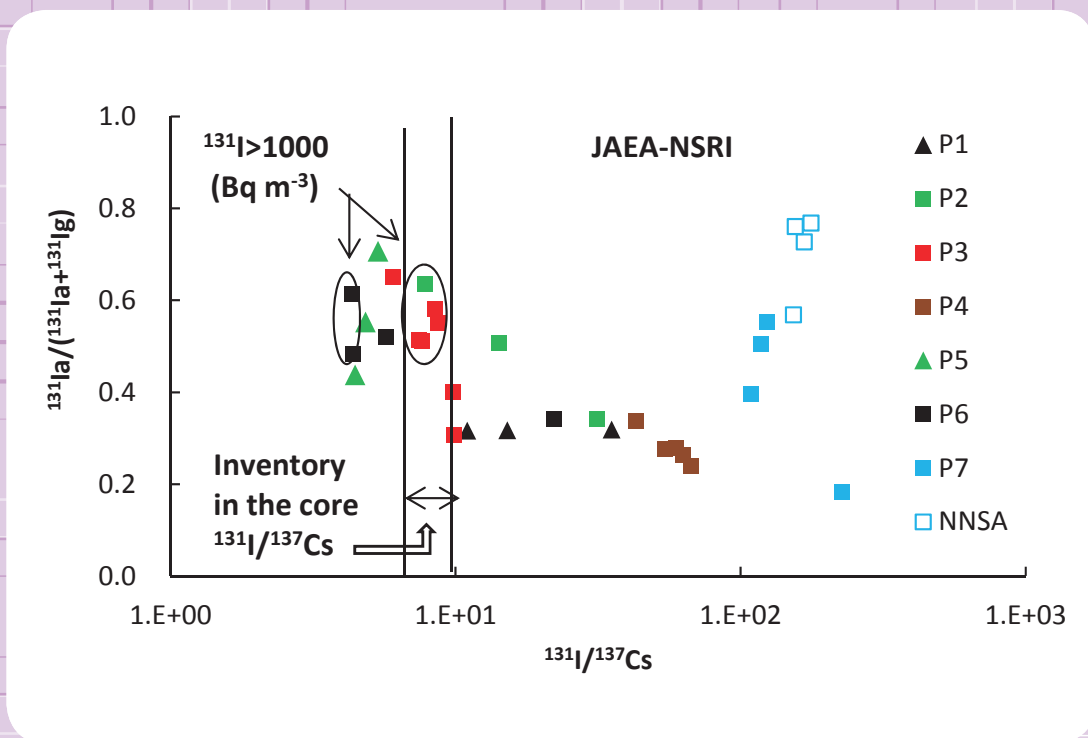 1.0
0.8
0.6
0.4
0.2
0.0
¹³¹Ia/(¹³¹Ia+¹³¹Ig)
¹³¹I>1000
(Bq m⁻³)
JAEA-NSRI
Inventory
in the core
¹³¹I/¹³⁷Cs
P1
P2
P3
P4
P5
P6
P7
NNSA
1.E+00 1.E+01 1.E+02 1.E+03
¹³¹I/¹³⁷Cs